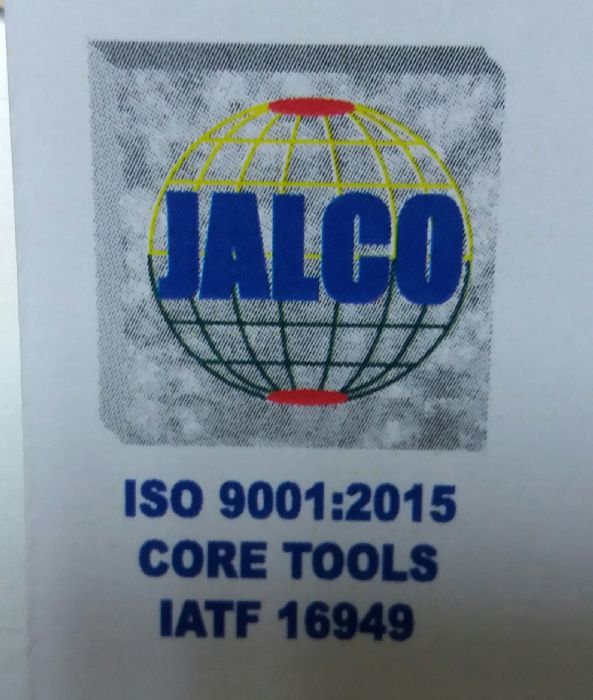 JALCO
ISO 9001:2015
CORE TOOLS
IATF 16949